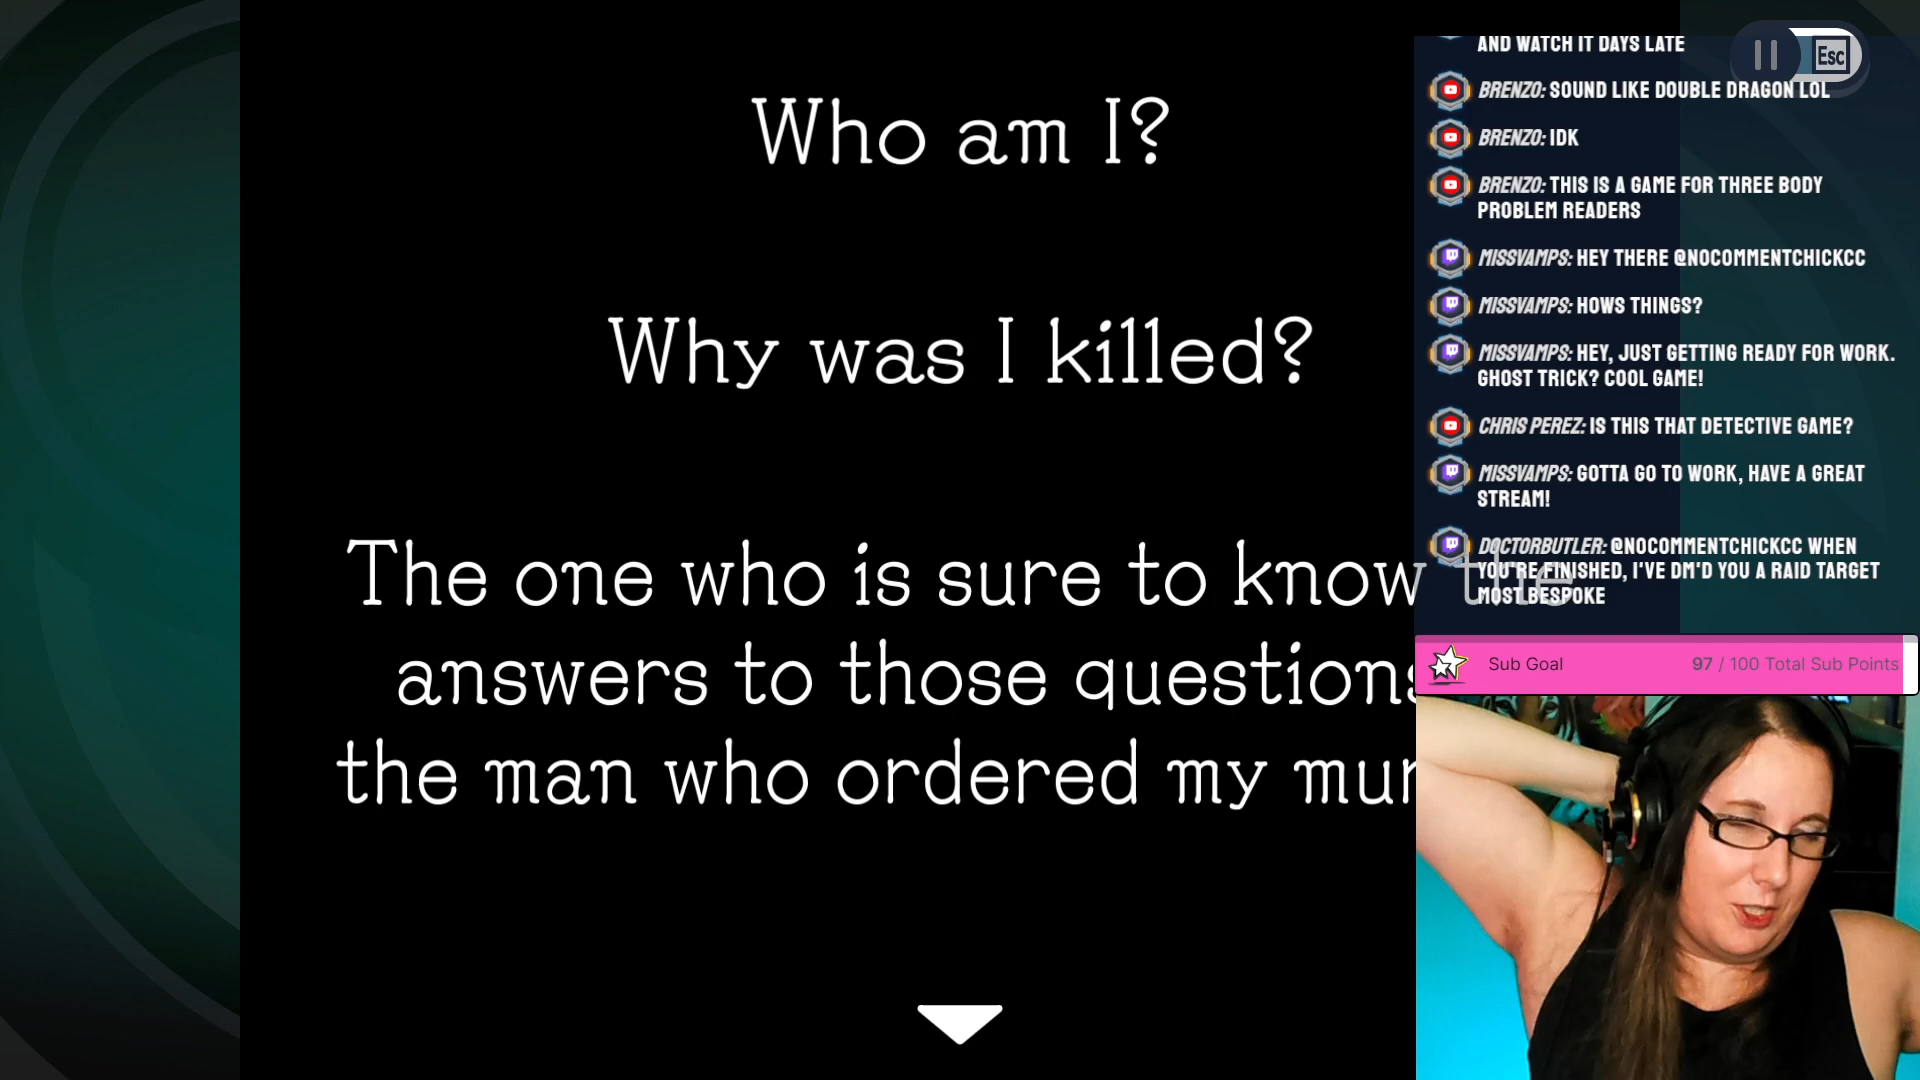 Who am I?
Why was I killed?
The one who is sure to know the
answers to those questions
the man who ordered my
Esc
AND WATCH IT DAYS LATE
BRENZO: SOUND LIKE DOUBLE DRAGON LOL
BRENZO: IDK
BRENZO: THIS IS A GAME FOR THREE BODY
PROBLEM READERS
MISSVAMPS: HEY THERE @NOCOMMENTCHICKCC
MISSVAMPS: HOWS THINGS?
MISSVAMPS: HEY, JUST GETTING READY FOR WORK.
GHOST TRICK? COOL GAME!
CHRIS PEREZ: IS THIS THAT DETECTIVE GAME?
MISSVAMPS: GOTTA GO TO WORK, HAVE A GREAT
STREAM!
DOCTORBUTLER: @NOCOMMENTCHICKCC WHEN
YOU'RE FINISHED, I'VE DM'D YOU A RAID TARGET
MOST BESPOKE
Sub Goal 97 / 100 Total Sub Points